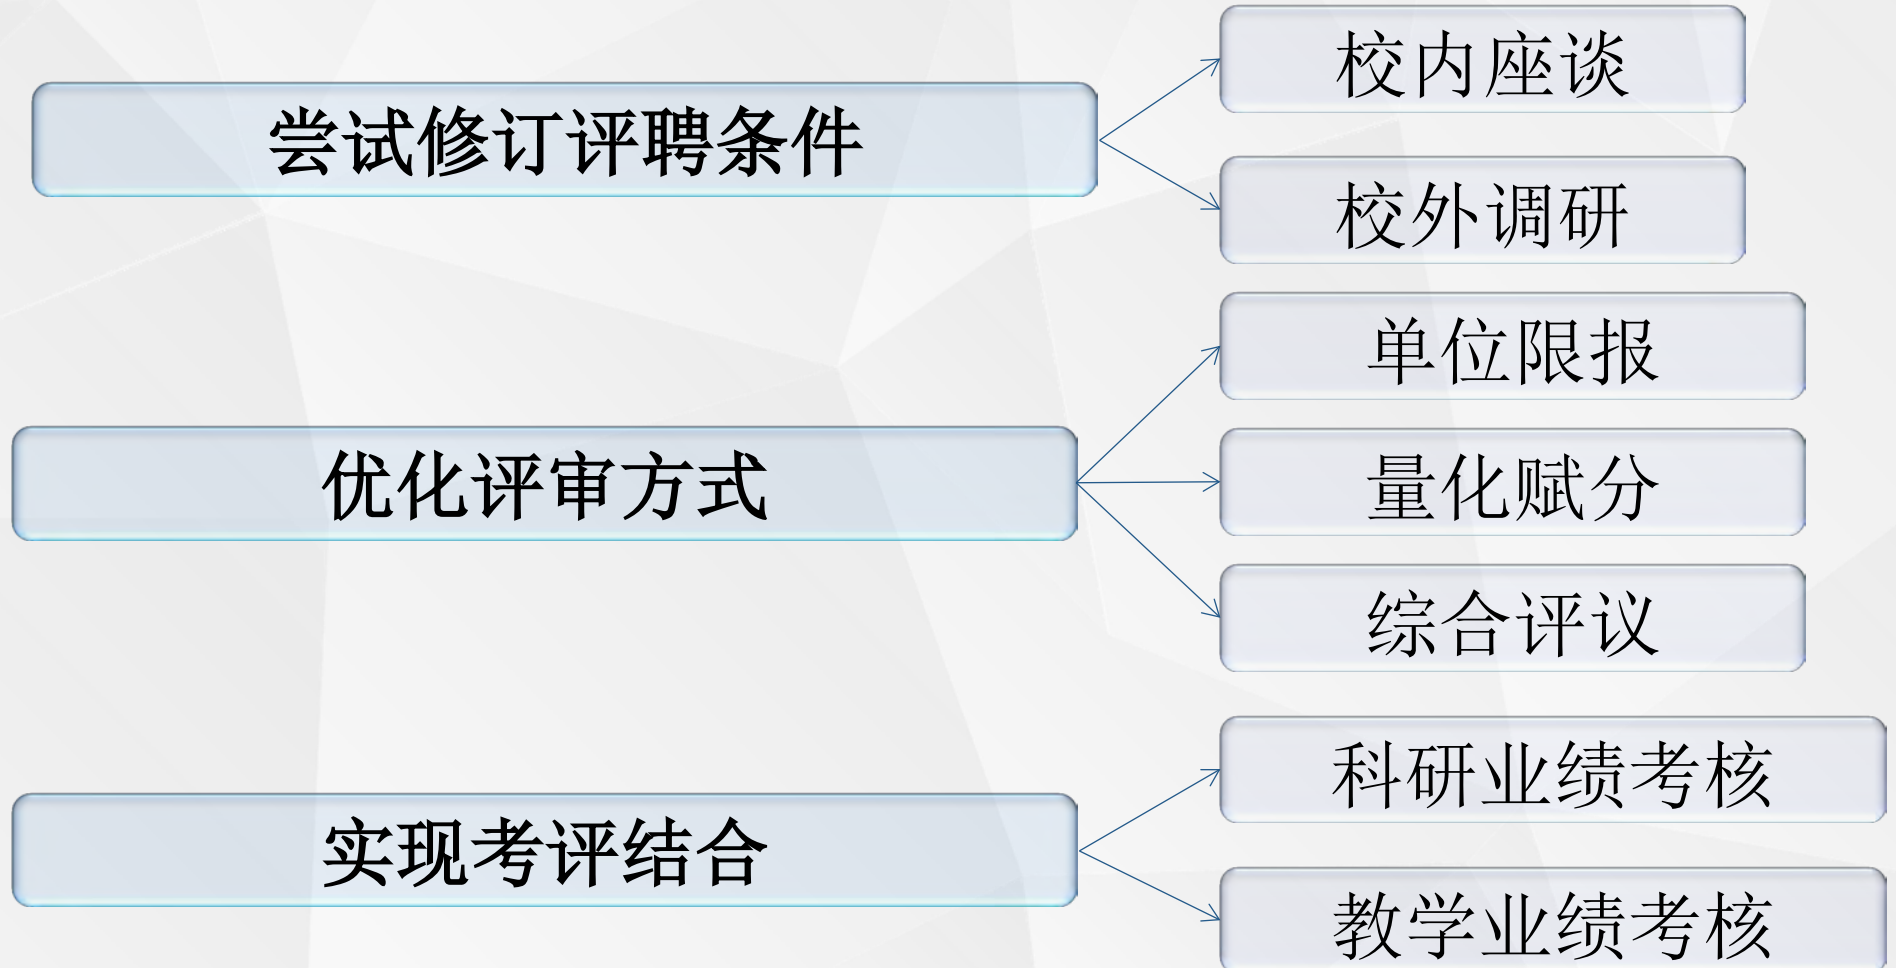 尝试修订评聘条件
校内座谈
校外调研
优化评审方式
单位限报
量化赋分
综合评议
实现考评结合
科研业绩考核
教学业绩考核